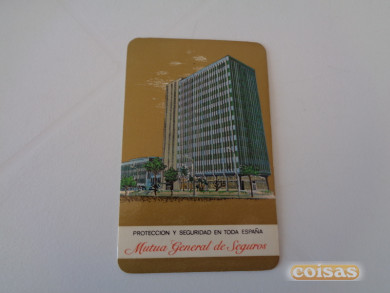 PROTECCION Y SEGURIDAD EN TODA ESPAÑA
Mutua General de Seguros
coisas